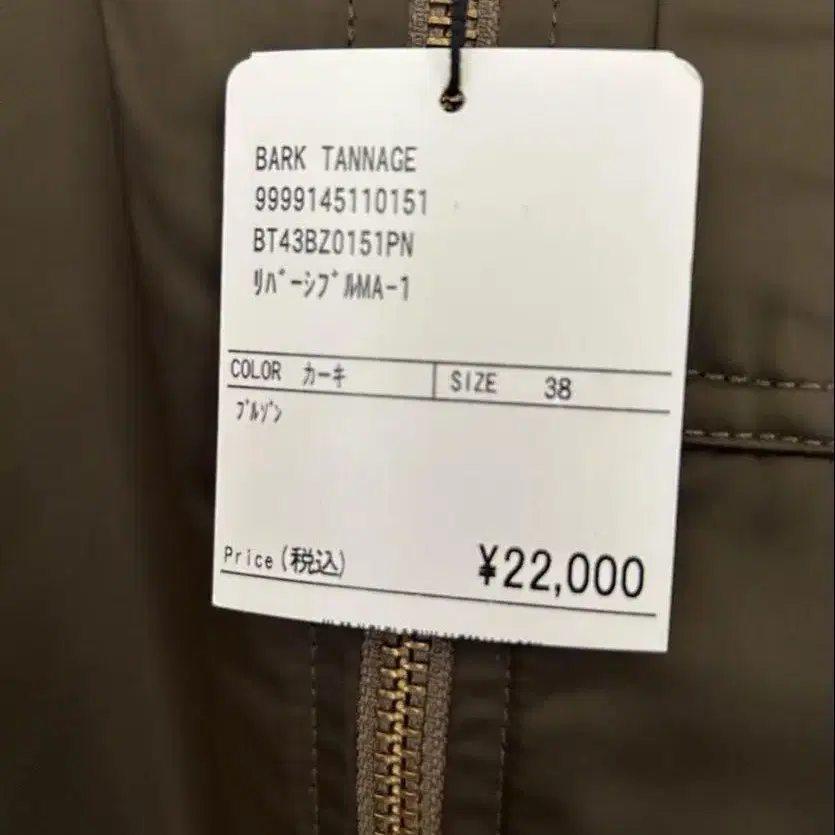 BARK TANNAGE
9999145110151
BT43BZ0151PN
ﾘﾊﾞｰｼﾌﾞﾙMA-1
COLOR カーキ SIZE 38
ﾌﾞﾙｿﾞﾝ
Price(税込) ¥22,000